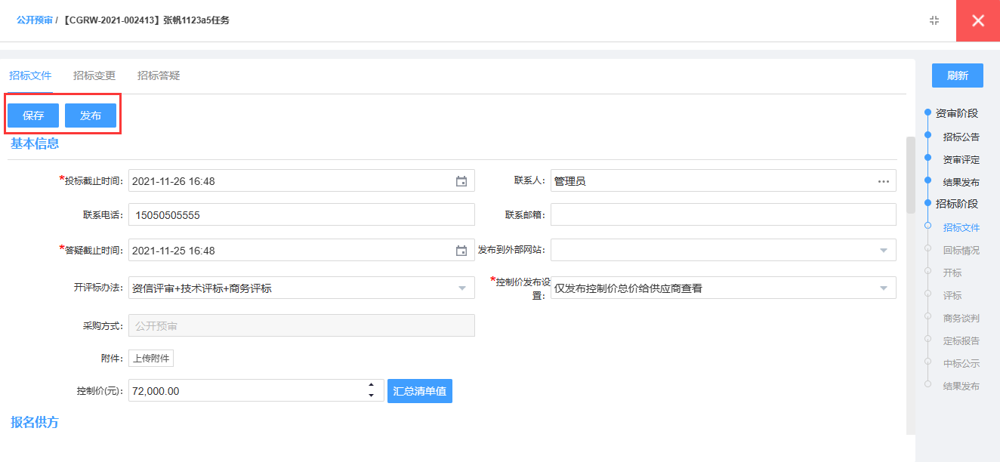 公开预审 / 【CGRW-2021-002413】张帆1123a5任务
招标文件 招标变更 招标答疑
保存 发布
基本信息
*投标截止时间: 2021-11-26 16:48 联系人: 管理员 ...
联系电话: 15050505555 联系邮箱:
*答疑截止时间: 2021-11-25 16:48 发布到外部网站:
开评标办法: 资信评审+技术评标+商务评标 *控制价发布设置: 仅发布控制价总价给供应商查看
采购方式: 公开预审
附件: 上传附件
控制价(元): 72,000.00 汇总清单值
报名供方
刷新
资审阶段
招标公告
资审评定
结果发布
招标阶段
招标文件
回标情况
开标
评标
商务谈判
定标报告
中标公示
结果发布